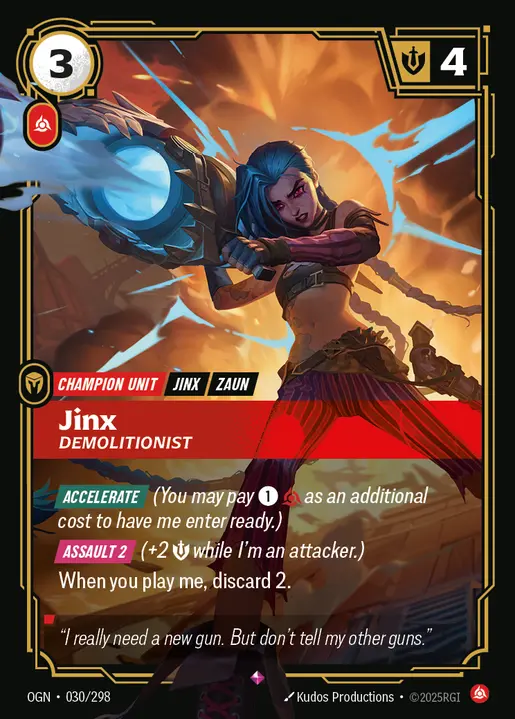 3
4
CHAMPION UNIT JINX ZAUN
Jinx
DEMOLITIONIST
ACCELERATE (You may pay 1 as an additional
cost to have me enter ready.)
ASSAULT 2 (+2 while I'm an attacker.)
When you play me, discard 2.
“I really need a new gun. But don't tell my other guns.”
OGN • 030/298 Kudos Productions • ©2025RGI